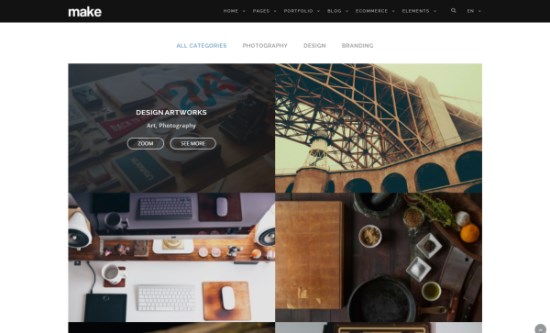 make
HOME PAGES PORTFOLIO BLOG ECOMMERCE ELEMENTS EN
ALL CATEGORIES PHOTOGRAPHY DESIGN BRANDING
DESIGN ARTWORKS
Art, Photography
ZOOM SEE MORE